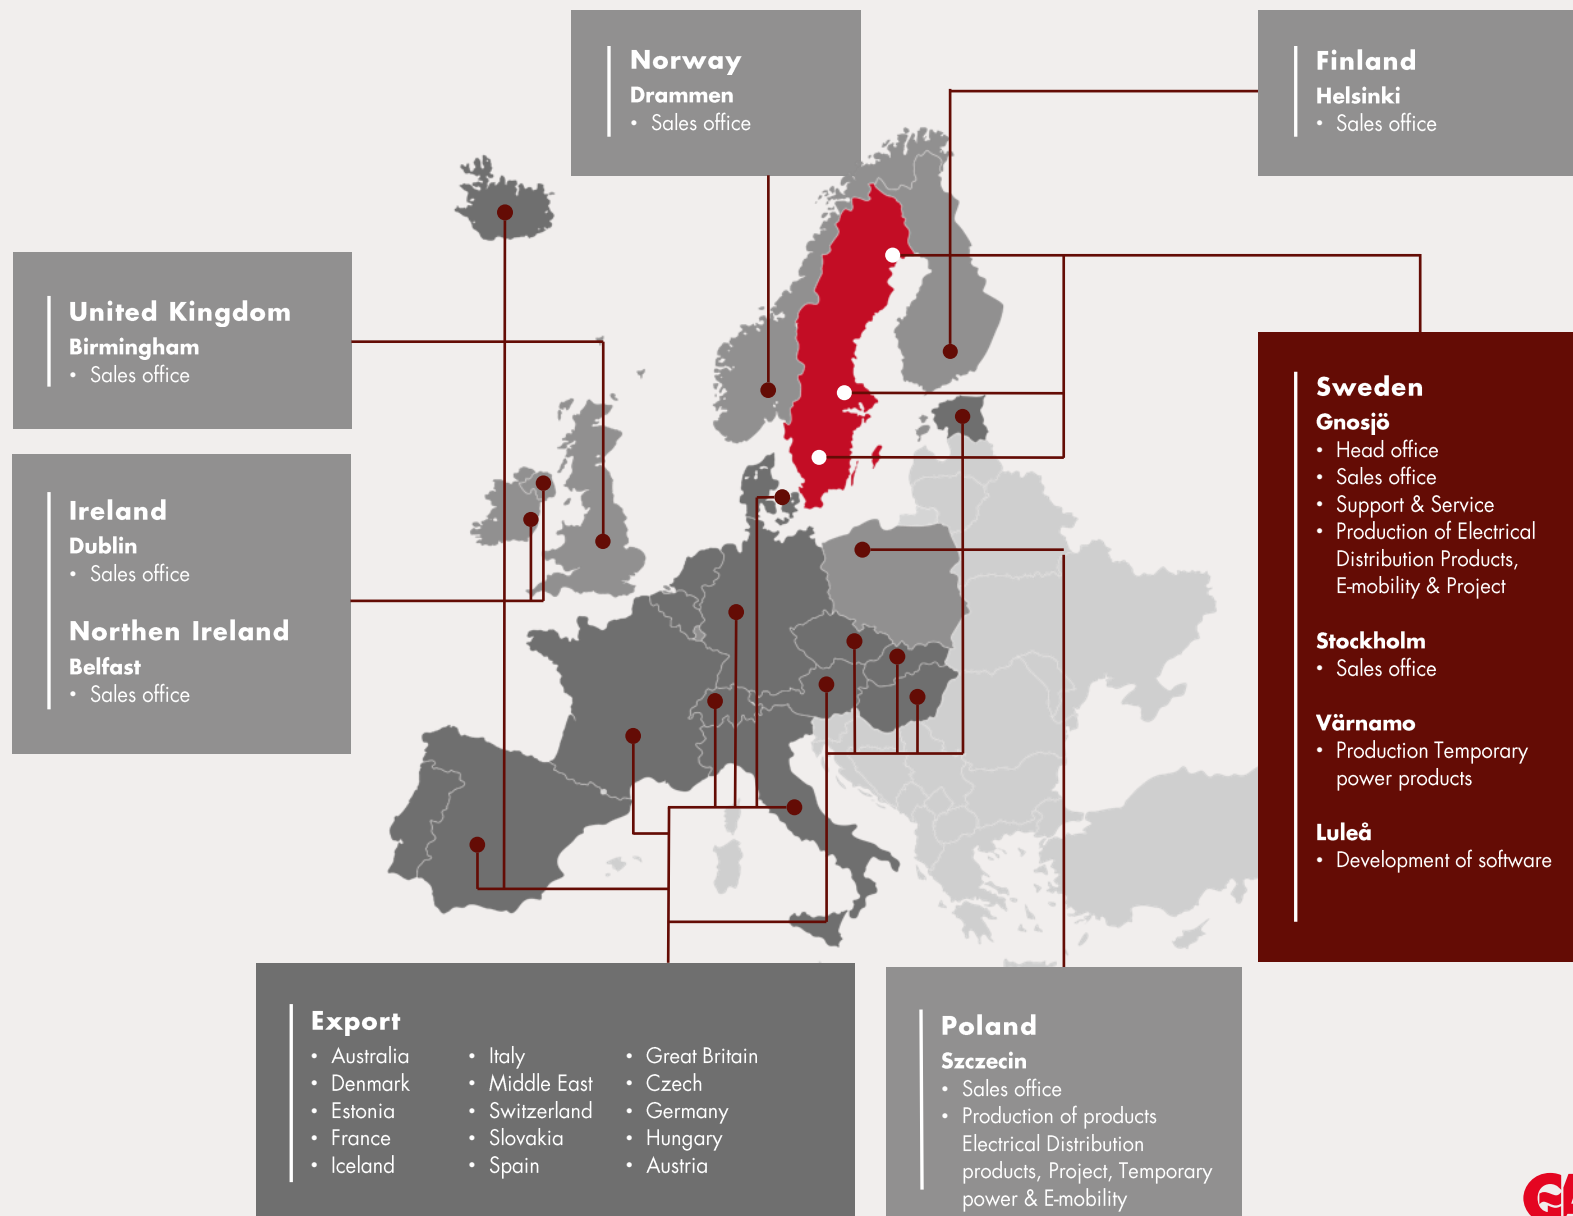 Norway
Drammen
• Sales office
Finland
Helsinki
• Sales office
United Kingdom
Birmingham
• Sales office
Ireland
Dublin
• Sales office
Northen Ireland
Belfast
• Sales office
Sweden
Gnosjö
• Head office
• Sales office
• Support & Service
• Production of Electrical
Distribution Products,
E-mobility & Project
Stockholm
• Sales office
Värnamo
• Production Temporary
power products
Luleå
• Development of software
Export
• Australia
• Denmark
• Estonia
• France
• Iceland
• Italy
• Middle East
• Switzerland
• Slovakia
• Spain
• Great Britain
• Czech
• Germany
• Hungary
• Austria
Poland
Szczecin
• Sales office
• Production of products
Electrical Distribution
products, Project, Temporary
power & E-mobility